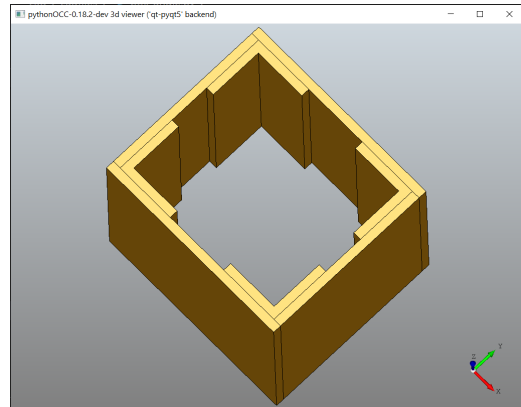 pythonOCC-0.18.2-dev 3d viewer ('qt-pyqt5' backend)
Z
Y
X